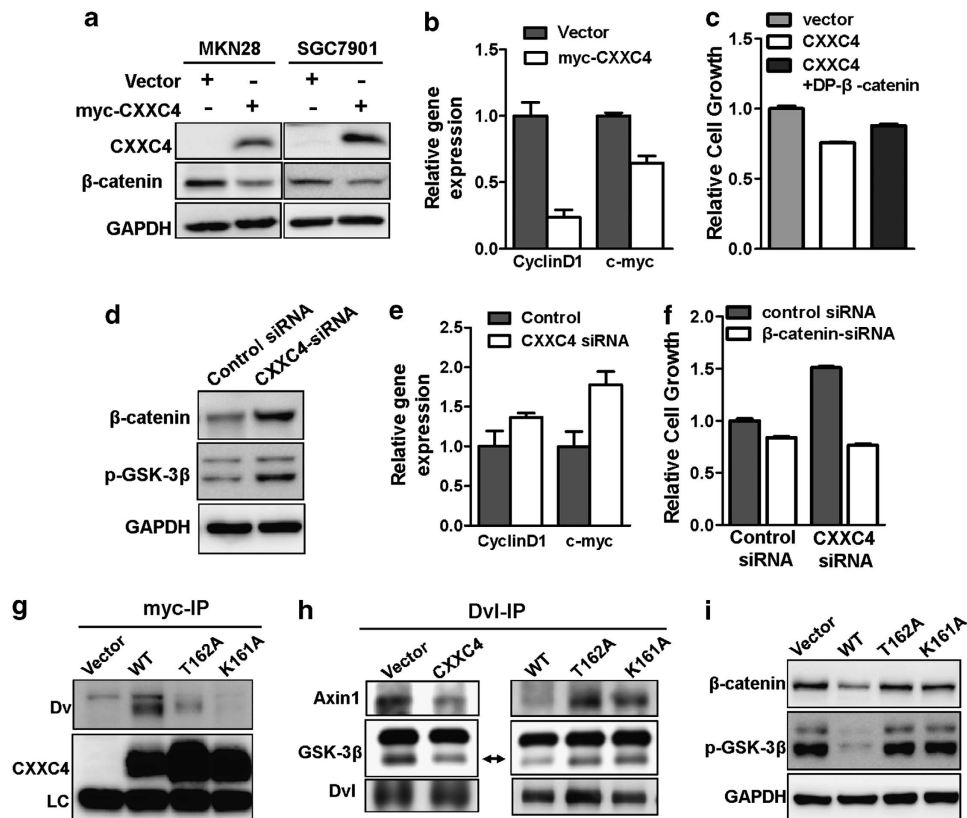 a
MKN28 SGC7901
Vector + - + -
myc-CXXC4 - + - +
CXXC4
β-catenin
GAPDH
b
Vector
myc-CXXC4
Relative gene
expression
1.5
1.0
0.5
0.0
CyclinD1 c-myc
c
vector
CXXC4
CXXC4
+DP-β -catenin
Relative Cell Growth
1.5
1.0
0.5
0.0
d
Control siRNA
CXXC4-siRNA
β-catenin
p-GSK-3β
GAPDH
e
Control
CXXC4 siRNA
Relative gene
expression
2.5
2.0
1.5
1.0
0.5
0.0
CyclinD1 c-myc
f
control siRNA
β-catenin-siRNA
Relative Cell Growth
2.0
1.5
1.0
0.5
0.0
Control
siRNA
CXXC4
siRNA
g
myc-IP
Vector WT T162A K161A
Dv
CXXC4
LC
h
Dvl-IP
Vector CXXC4 WT T162A K161A
Axin1
GSK-3β
Dvl
i
Vector WT T162A K161A
β-catenin
p-GSK-3β
GAPDH